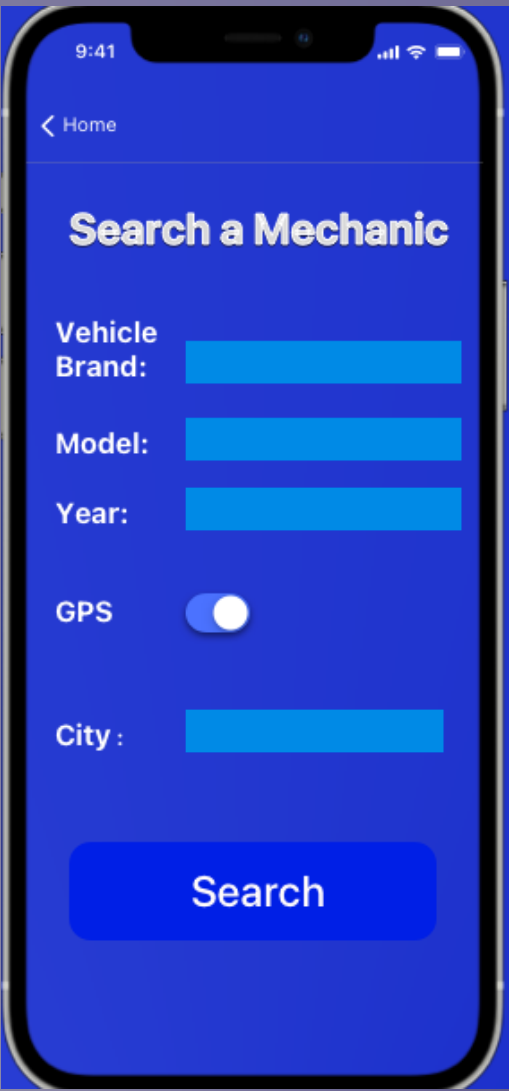 9:41
Home
Search a Mechanic
Vehicle
Brand:
Model:
Year:
GPS
City :
Search